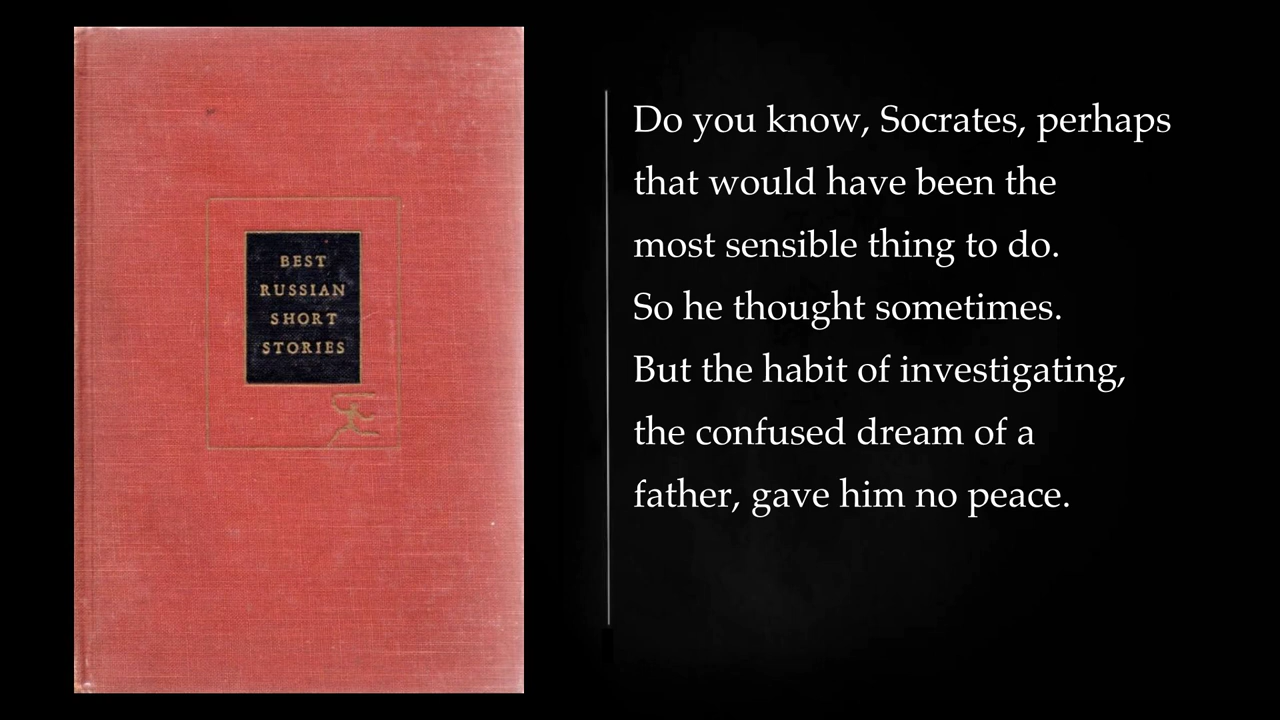 BEST
RUSSIAN
SHORT
STORIES
Do you know, Socrates, perhaps
that would have been the
most sensible thing to do.
So he thought sometimes.
But the habit of investigating,
the confused dream of a
father, gave him no peace.